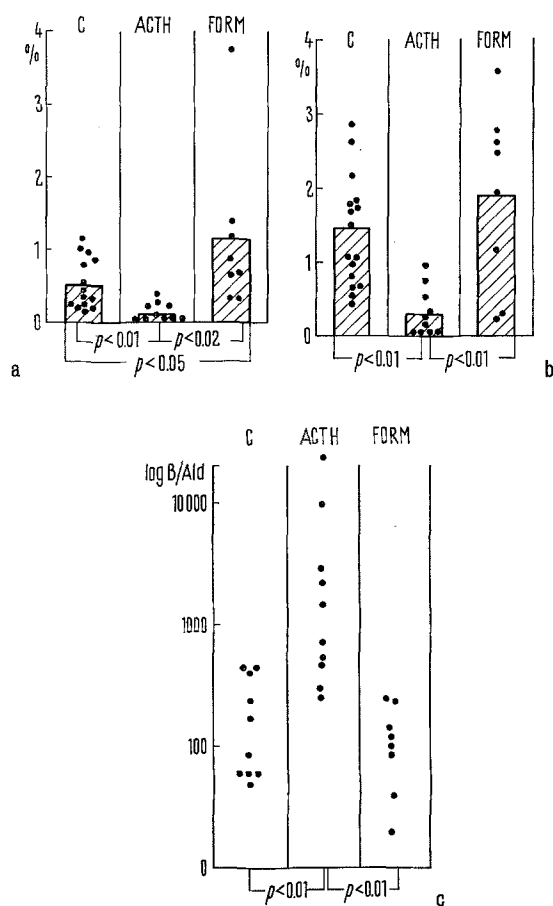 C ACTH FORM
4
%
3
2
1
0
p<0.01 p<0.02
p<0.05
a
C ACTH FORM
4
%
3
2
1
0
p<0.01 p<0.01
b
C ACTH FORM
log B/Ald
10000
1000
100
0
p<0.01 p<0.01
c